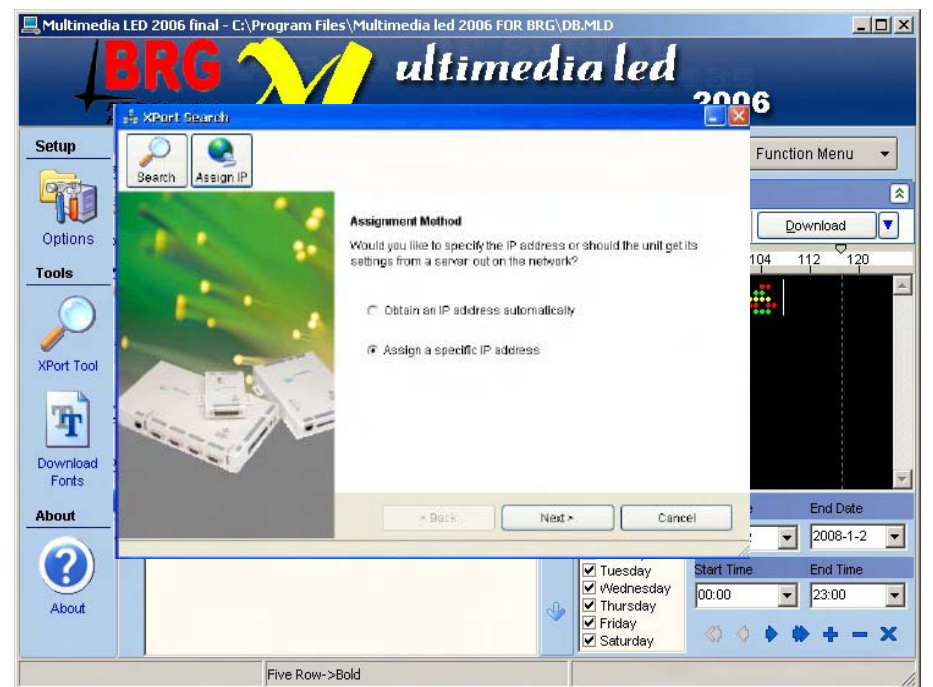 Multimedia LED 2006 final - C:\Program Files\Multimedia led 2006 FOR BRG\DB.MLD
BRG Multimedia led
2006
XPort Search
Setup
Search
Assign IP
Function Menu
Options
Download
Assignment Method
Would you like to specify the IP address or should the unit get its
settings from a server out on the network?
104 112 120
Tools
Obtain an IP address automatically
Assign a specific IP address
XPort Tool
Download
Fonts
< Back
Next >
Cancel
About
End Date
2008-1-2
Tuesday
Wednesday
Thursday
Friday
Saturday
Start Time
End Time
00:00
23:00
About
Five Row->Bold